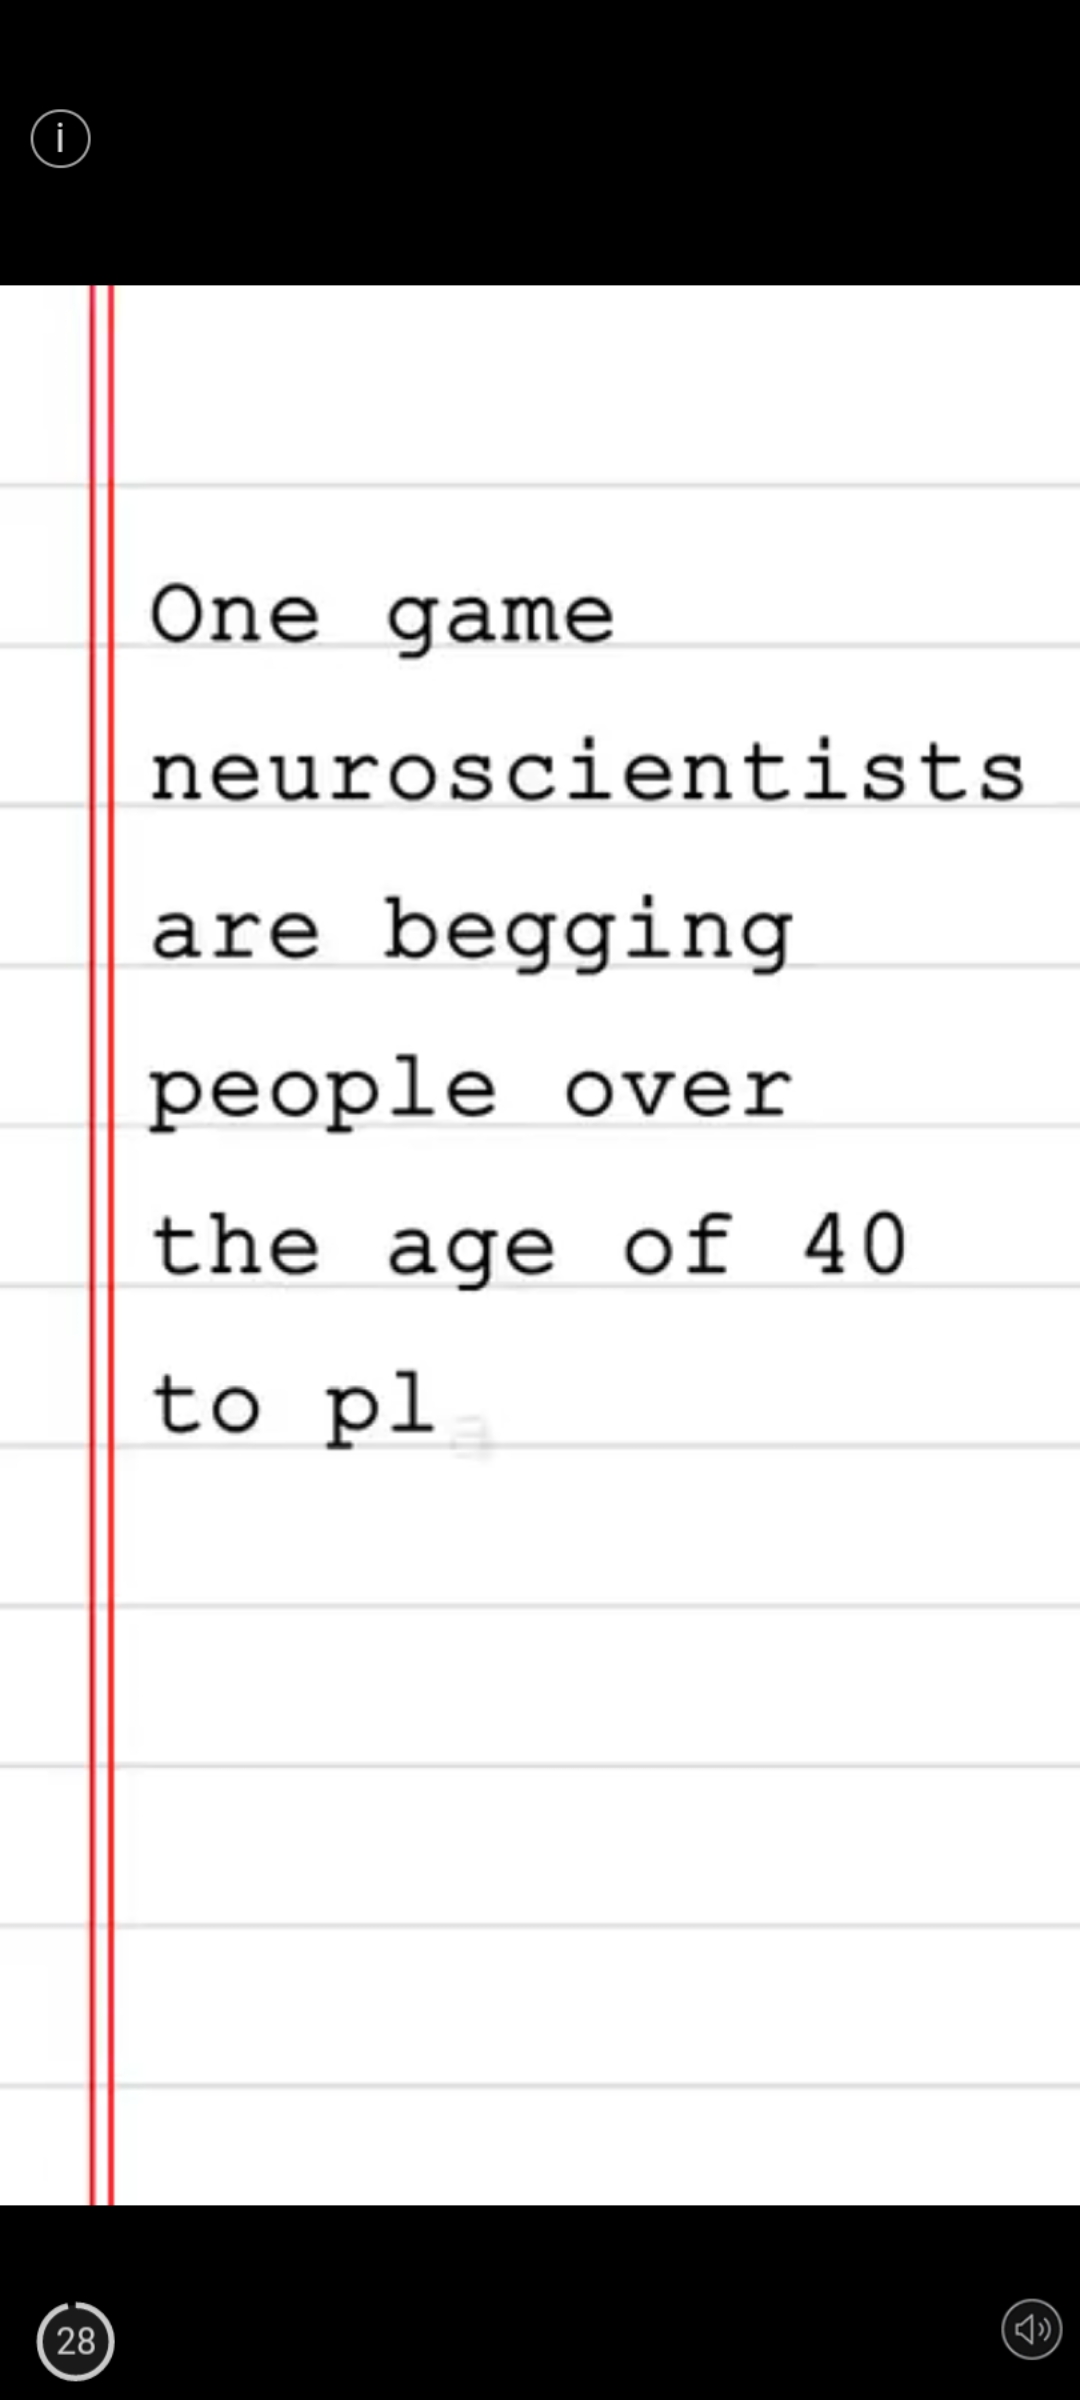 i
One game
neuroscientists
are begging
people over
the age of 40
to pl
28